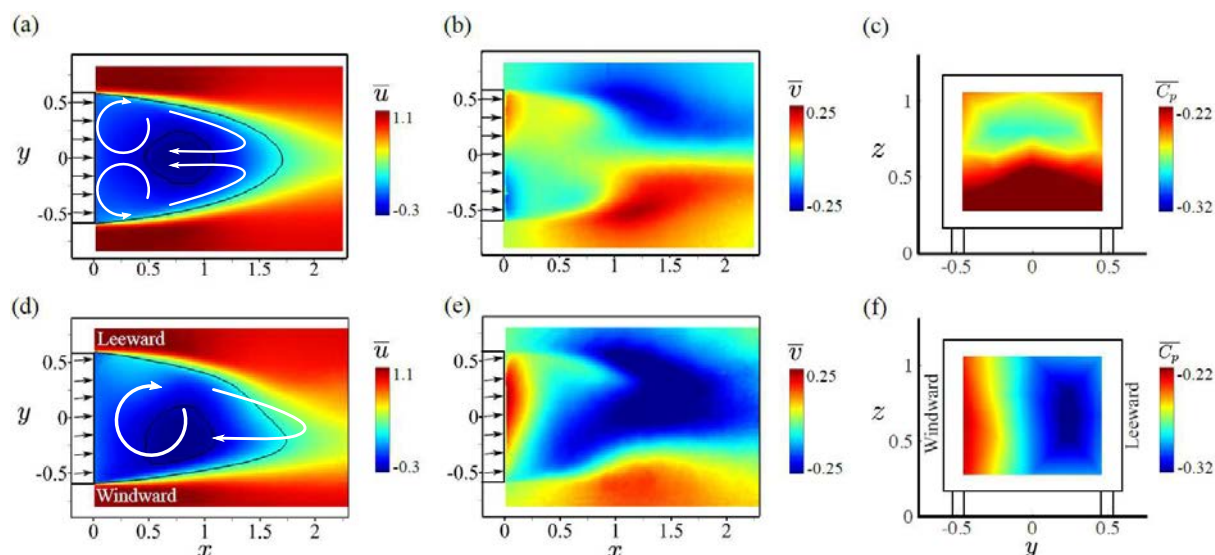 (a)
y
0.5
0
-0.5
0 0.5 1 1.5 2
u̅
1.1
-0.3
(b)
0.5
0
-0.5
0 0.5 1 1.5 2
v̅
0.25
-0.25
(c)
z
1
0.5
0
-0.5 0 0.5
C̅p
-0.22
-0.32
(d)
Leeward
Windward
y
0.5
0
-0.5
0 0.5 1 1.5 2
x
u̅
1.1
-0.3
(e)
0.5
0
-0.5
0 0.5 1 1.5 2
x
v̅
0.25
-0.25
(f)
z
1
0.5
0
Windward
Leeward
-0.5 0 0.5
y
C̅p
-0.22
-0.32